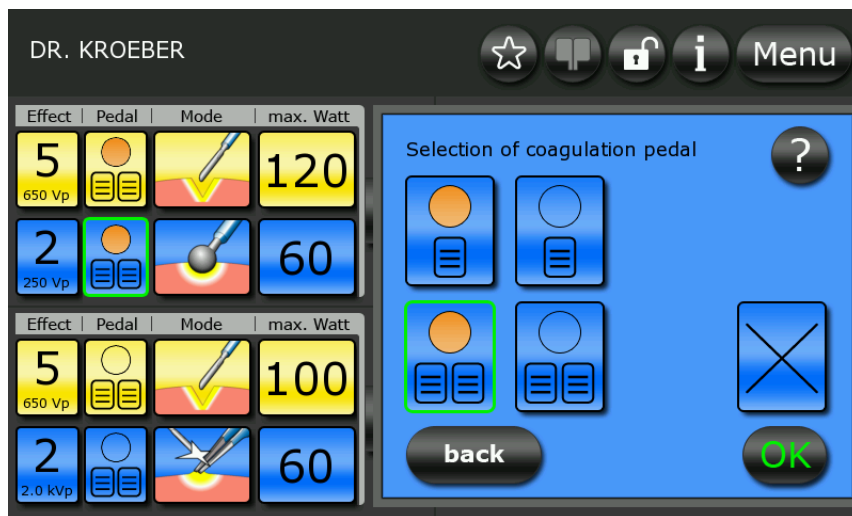 DR. KROEBER
i Menu
Effect | Pedal | Mode | max. Watt
5
650 Vp
120
2
250 Vp
60
Effect | Pedal | Mode | max. Watt
5
650 Vp
100
2
2.0 kVp
60
Selection of coagulation pedal
?
back
OK